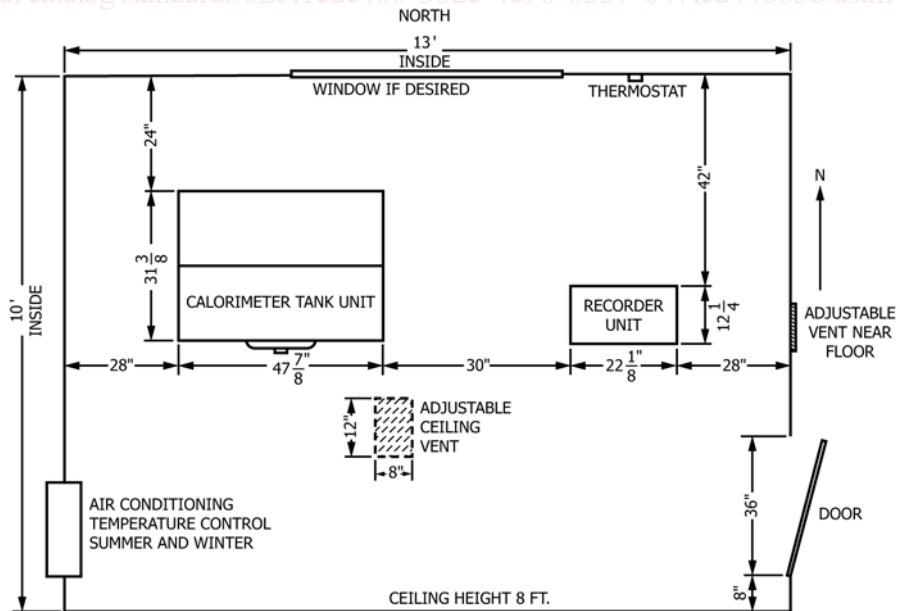 NORTH
13'
INSIDE
WINDOW IF DESIRED
THERMOSTAT
24"
42"
N
31 3/8
CALORIMETER TANK UNIT
RECORDER
UNIT
12 1/4
ADJUSTABLE
VENT NEAR
FLOOR
10'
INSIDE
28"
47 7/8"
30"
22 1/8"
28"
12"
ADJUSTABLE
CEILING
VENT
8"
AIR CONDITIONING
TEMPERATURE CONTROL
SUMMER AND WINTER
36"
DOOR
8"
CEILING HEIGHT 8 FT.